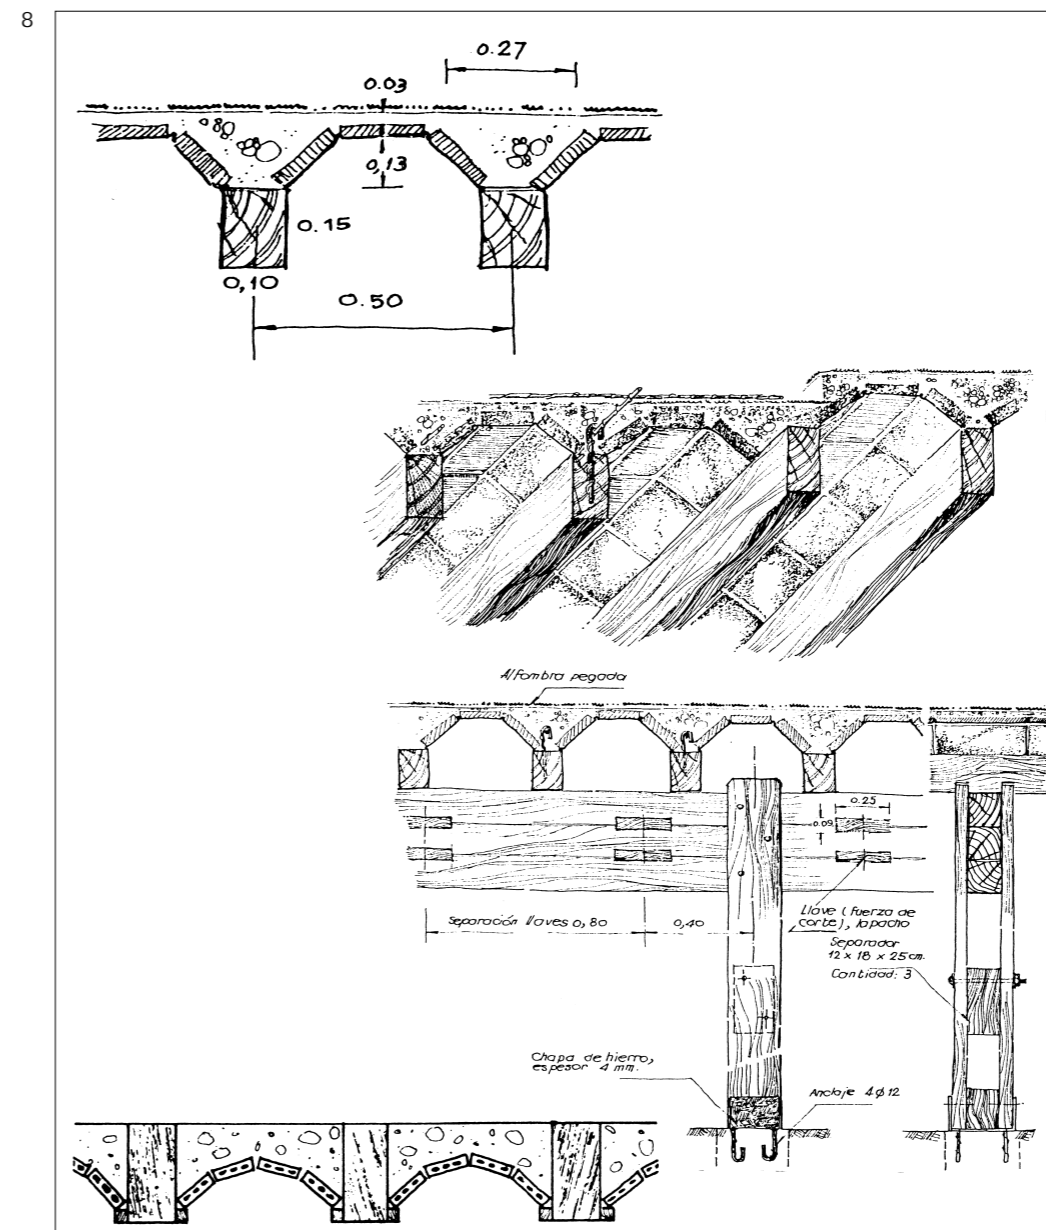 8
0.27
0.03
0,13
0.15
0,10
0.50
Alfombra pegada
0.25
0.09
Separación llaves 0,80
0,40
Llave (fuerza de
corte), lapacho
Separador
12 x 18 x 25 cm.
Cantidad: 3
Chapa de hierro,
espesor 4 mm.
Anclaje 4 ϕ 12